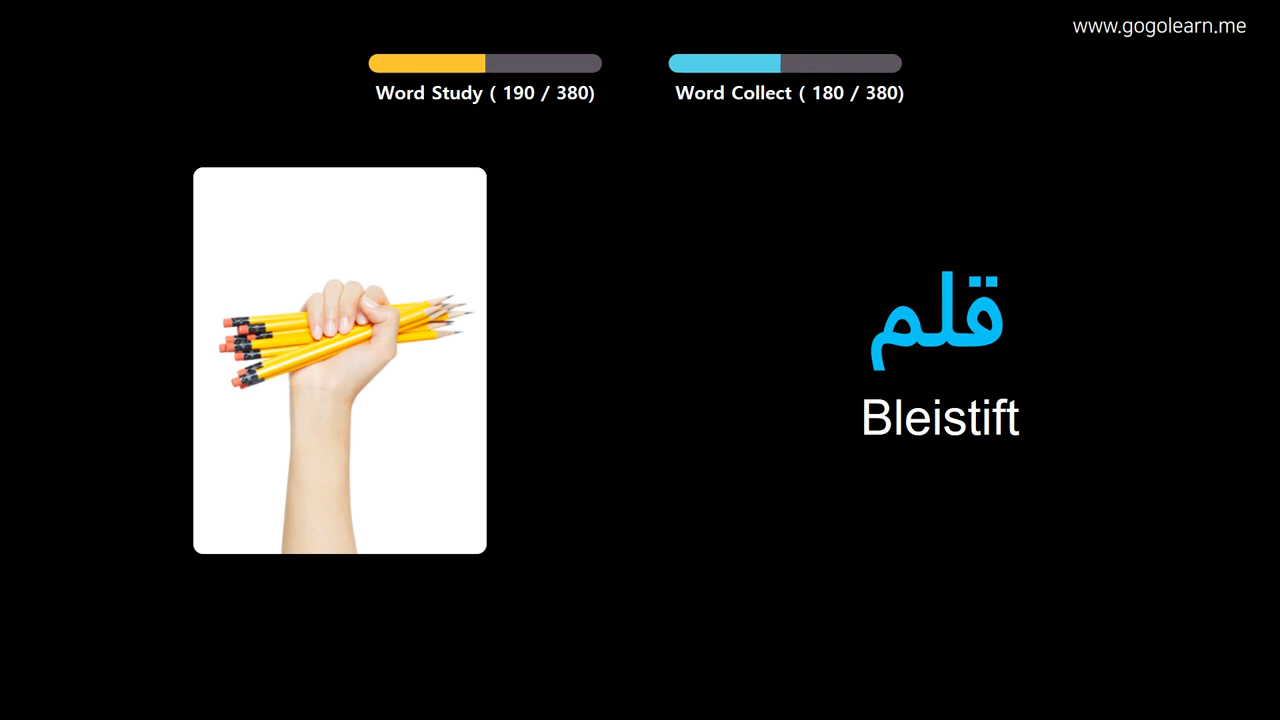 www.gogolearn.me
Word Study ( 190 / 380)
Word Collect ( 180 / 380)
قلم
Bleistift